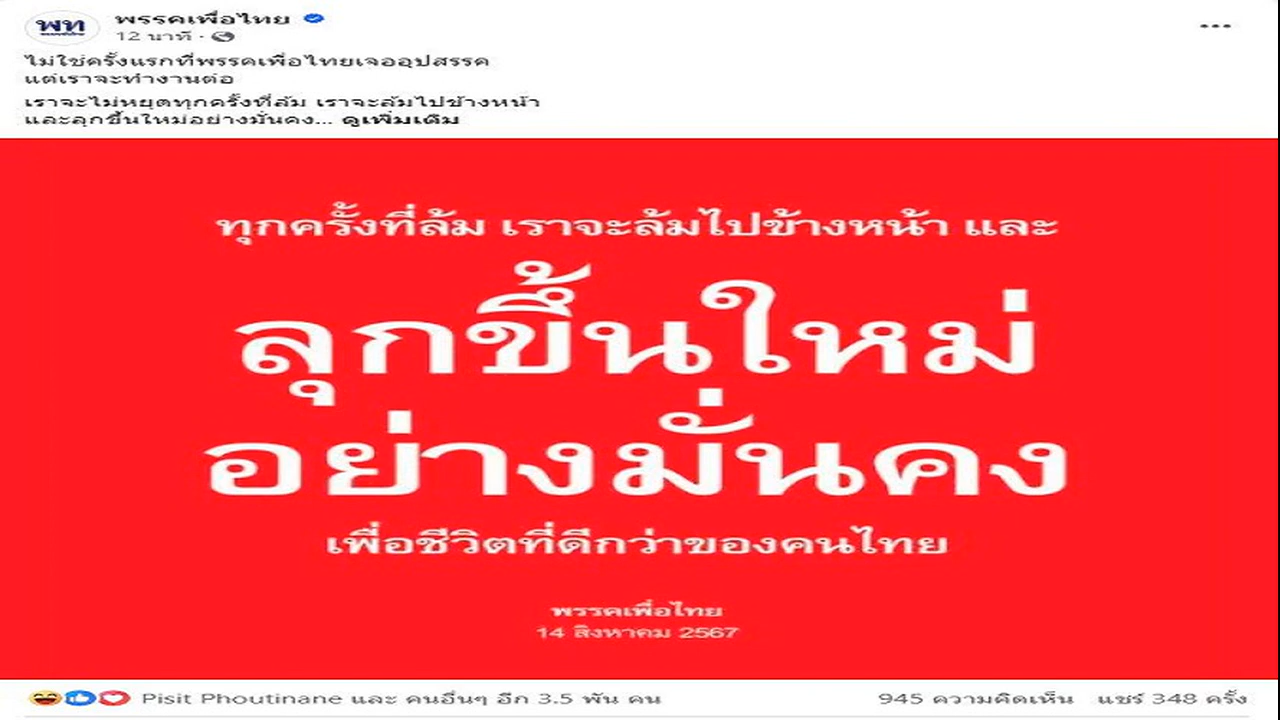 พท
พรรคเพื่อไทย
12 นาที ·
ไม่ใช่ครั้งแรกที่พรรคเพื่อไทยเจออุปสรรค
แต่เราจะทำงานต่อ
เราจะไม่หยุดทุกครั้งที่ล้ม เราจะล้มไปข้างหน้า
และลุกขึ้นใหม่อย่างมั่นคง... ดูเพิ่มเติม
ทุกครั้งที่ล้ม เราจะล้มไปข้างหน้า และ
ลุกขึ้นใหม่
อย่างมั่นคง
เพื่อชีวิตที่ดีกว่าของคนไทย
พรรคเพื่อไทย
14 สิงหาคม 2567
Pisit Phoutinane และ คนอื่นๆ อีก 3.5 พัน คน 945 ความคิดเห็น แชร์ 348 ครั้ง